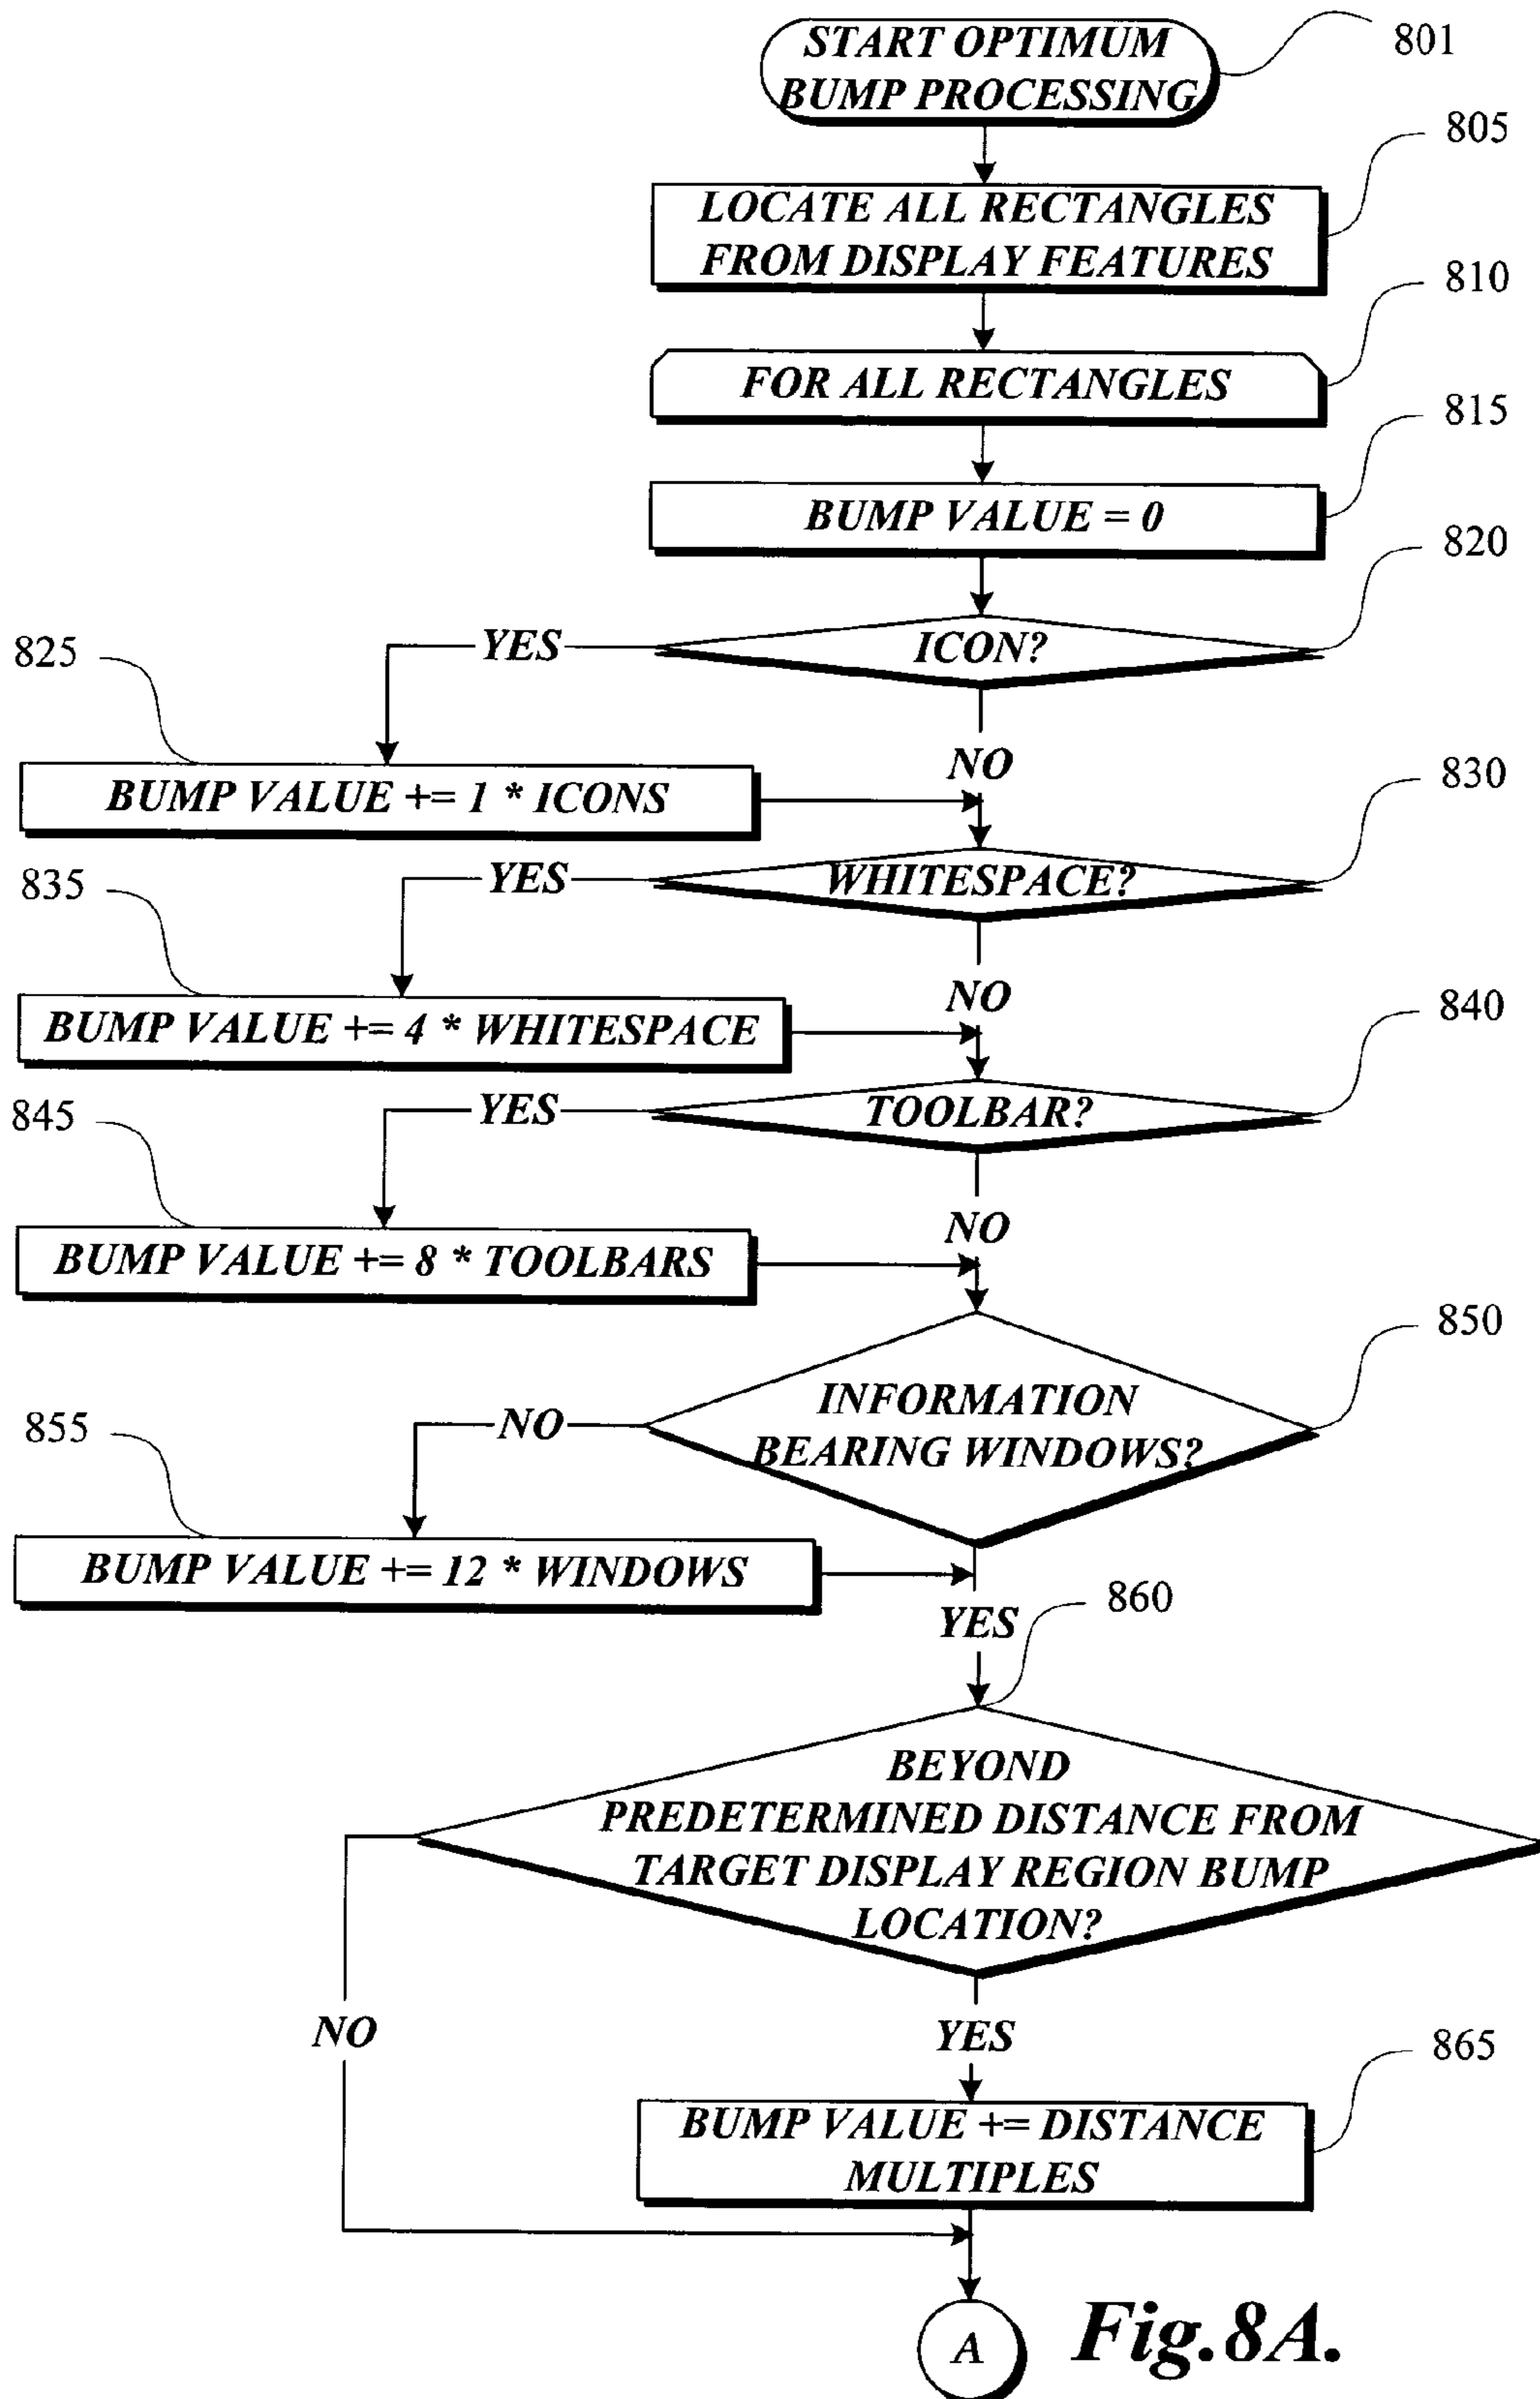 START OPTIMUM
BUMP PROCESSING
801
LOCATE ALL RECTANGLES
FROM DISPLAY FEATURES
805
FOR ALL RECTANGLES
810
BUMP VALUE = 0
815
ICON?
820
YES
NO
825
BUMP VALUE += 1 * ICONS
WHITESPACE?
830
YES
NO
835
BUMP VALUE += 4 * WHITESPACE
TOOLBAR?
840
YES
NO
845
BUMP VALUE += 8 * TOOLBARS
INFORMATION
BEARING WINDOWS?
850
NO
855
BUMP VALUE += 12 * WINDOWS
YES
860
BEYOND
PREDETERMINED DISTANCE FROM
TARGET DISPLAY REGION BUMP
LOCATION?
NO
YES
865
BUMP VALUE += DISTANCE
MULTIPLES
A
Fig.8A.